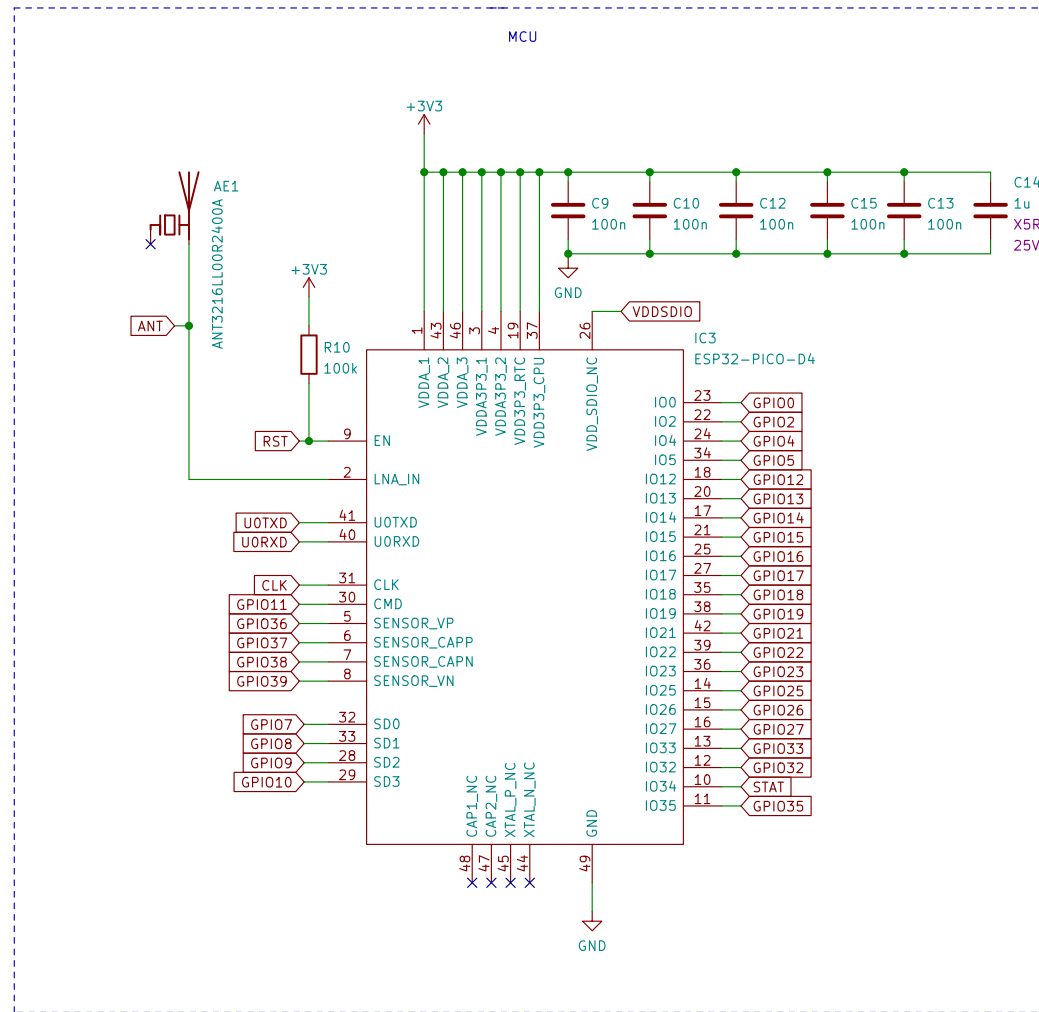 MCU
+3V3
AE1
ANT3216LL00R2400A
C9
100n
C10
100n
C12
100n
C15
100n
C13
100n
C14
1u
X5R
25V
+3V3
GND
ANT
VDDSDIO
R10
100k
IC3
ESP32-PICO-D4
1
43
46
3
4
19
37
26
VDDA_1
VDDA_2
VDDA_3
VDDA3P3_1
VDDA3P3_2
VDD3P3_RTC
VDD3P3_CPU
VDD_SDIO_NC
RST 9 EN
2 LNA_IN
U0TXD 41 U0TXD
U0RXD 40 U0RXD
CLK 31 CLK
GPIO11 30 CMD
GPIO36 5 SENSOR_VP
GPIO37 6 SENSOR_CAPP
GPIO38 7 SENSOR_CAPN
GPIO39 8 SENSOR_VN
GPIO7 32 SD0
GPIO8 33 SD1
GPIO9 28 SD2
GPIO10 29 SD3
IO0 23 GPIO0
IO2 22 GPIO2
IO4 24 GPIO4
IO5 34 GPIO5
IO12 18 GPIO12
IO13 20 GPIO13
IO14 17 GPIO14
IO15 21 GPIO15
IO16 25 GPIO16
IO17 27 GPIO17
IO18 35 GPIO18
IO19 38 GPIO19
IO21 42 GPIO21
IO22 39 GPIO22
IO23 36 GPIO23
IO25 14 GPIO25
IO26 15 GPIO26
IO27 16 GPIO27
IO33 13 GPIO33
IO32 12 GPIO32
IO34 10 STAT
IO35 11 GPIO35
CAP1_NC
CAP2_NC
XTAL_P_NC
XTAL_N_NC
GND
48
47
45
44
49
GND